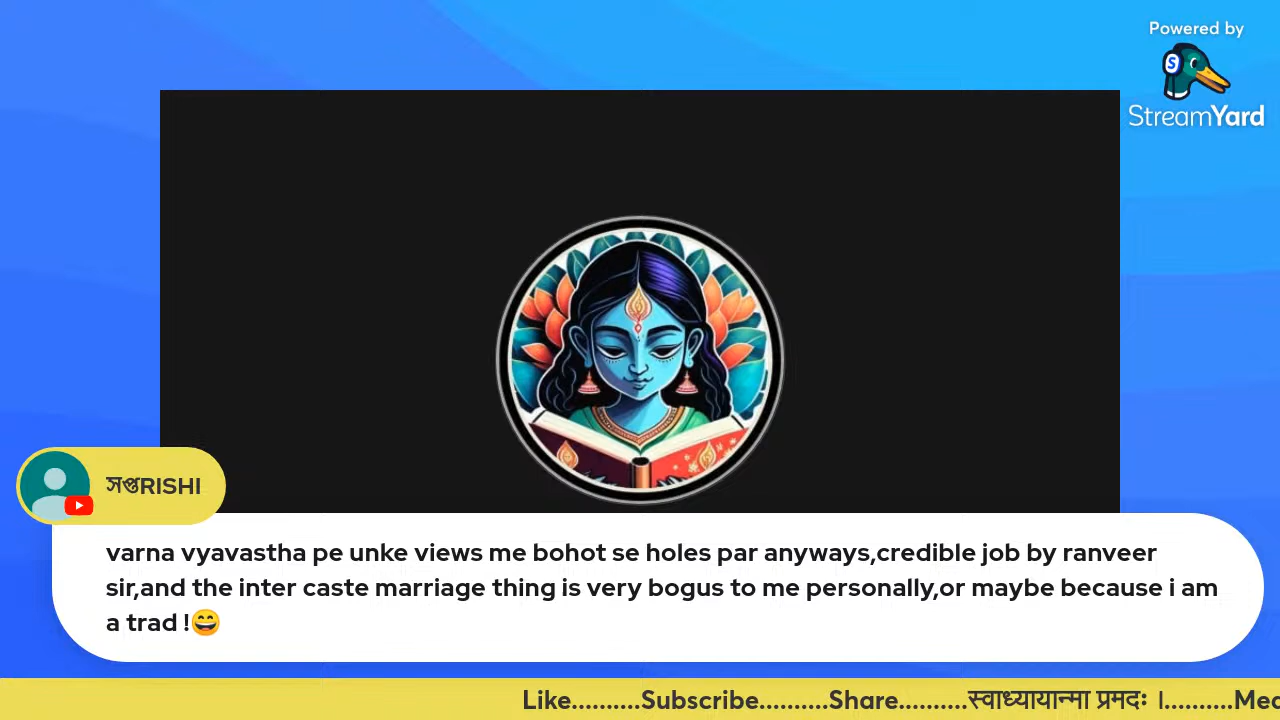 Powered by
StreamYard
সপ্তRISHI
varna vyavastha pe unke views me bohot se holes par anyways,credible job by ranveer
sir,and the inter caste marriage thing is very bogus to me personally,or maybe because i am
a trad !😄
Like..........Subscribe..........Share..........स्वाध्यायान्मा प्रमदः ।..........Med